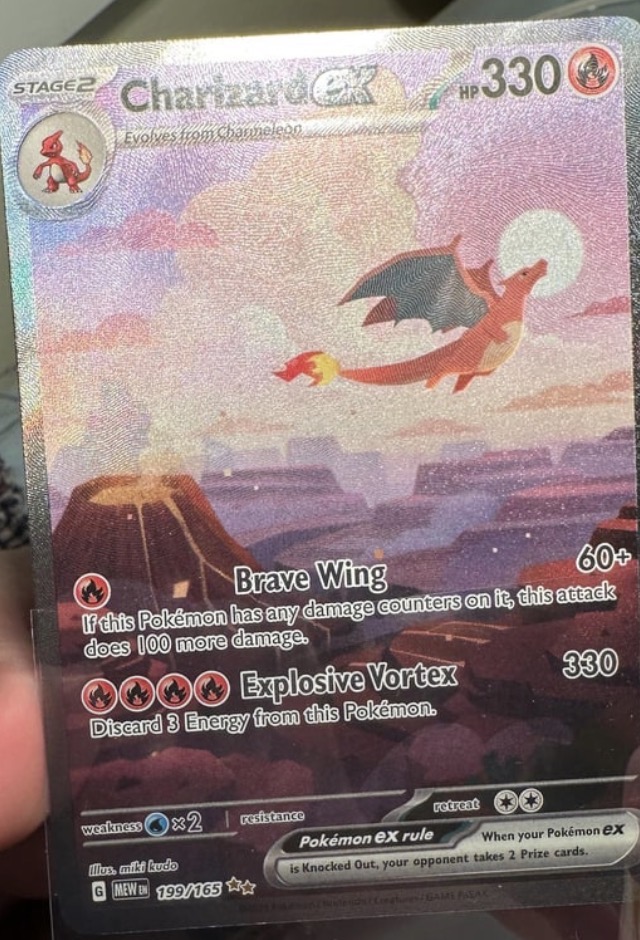 STAGE2 Charizard ex HP 330
Evolves from Charmeleon
Brave Wing 60+
If this Pokémon has any damage counters on it, this attack
does 100 more damage.
Explosive Vortex 330
Discard 3 Energy from this Pokémon.
weakness ×2 resistance retreat
Pokémon ex rule When your Pokémon ex
is Knocked Out, your opponent takes 2 Prize cards.
Illus. miki kudo
G MEW EN 199/165